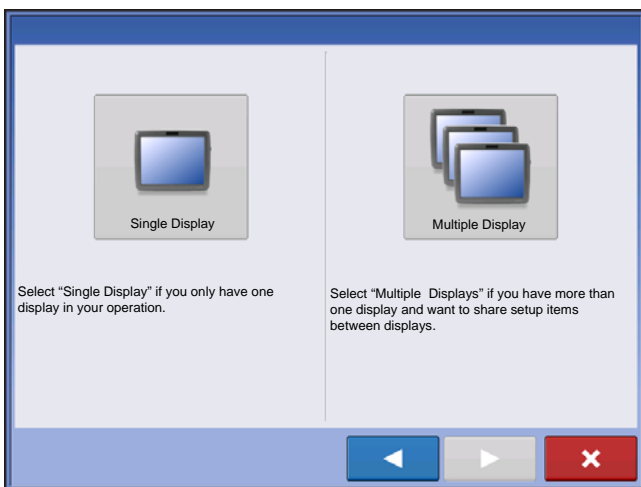 Single Display
Select “Single Display” if you only have one
display in your operation.
Multiple Display
Select “Multiple  Displays” if you have more than
one display and want to share setup items
between displays.